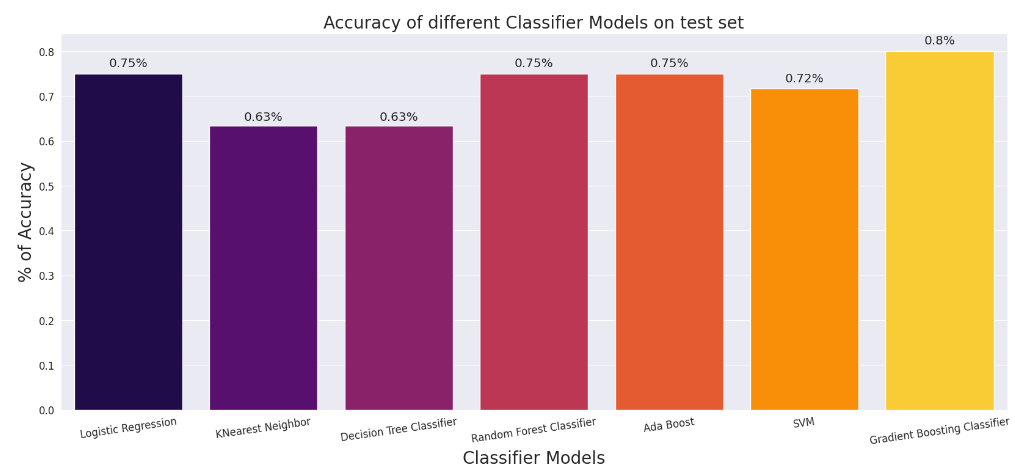 Accuracy of different Classifier Models on test set
% of Accuracy
0.8
0.7
0.6
0.5
0.4
0.3
0.2
0.1
0.0
0.75%
0.63%
0.63%
0.75%
0.75%
0.72%
0.8%
Logistic Regression
KNearest Neighbor
Decision Tree Classifier
Random Forest Classifier
Ada Boost
SVM
Gradient Boosting Classifier
Classifier Models